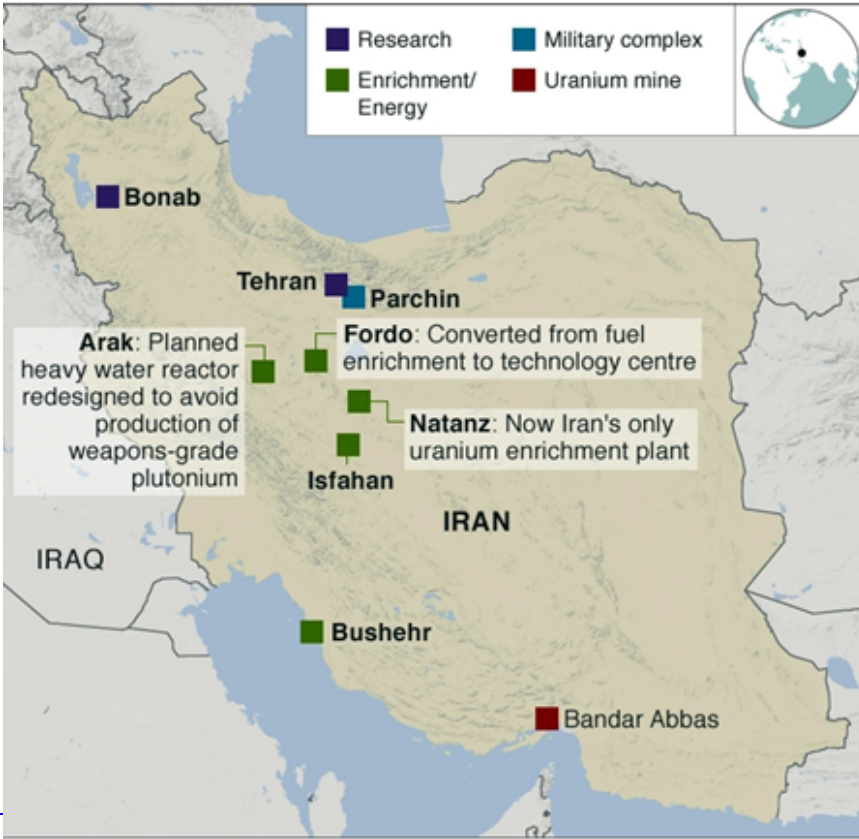 Research
Military complex
Enrichment/
Energy
Uranium mine
Bonab
Tehran
Parchin
Arak: Planned
heavy water reactor
redesigned to avoid
production of
weapons-grade
plutonium
Fordo: Converted from fuel
enrichment to technology centre
Natanz: Now Iran's only
uranium enrichment plant
Isfahan
IRAN
IRAQ
Bushehr
Bandar Abbas